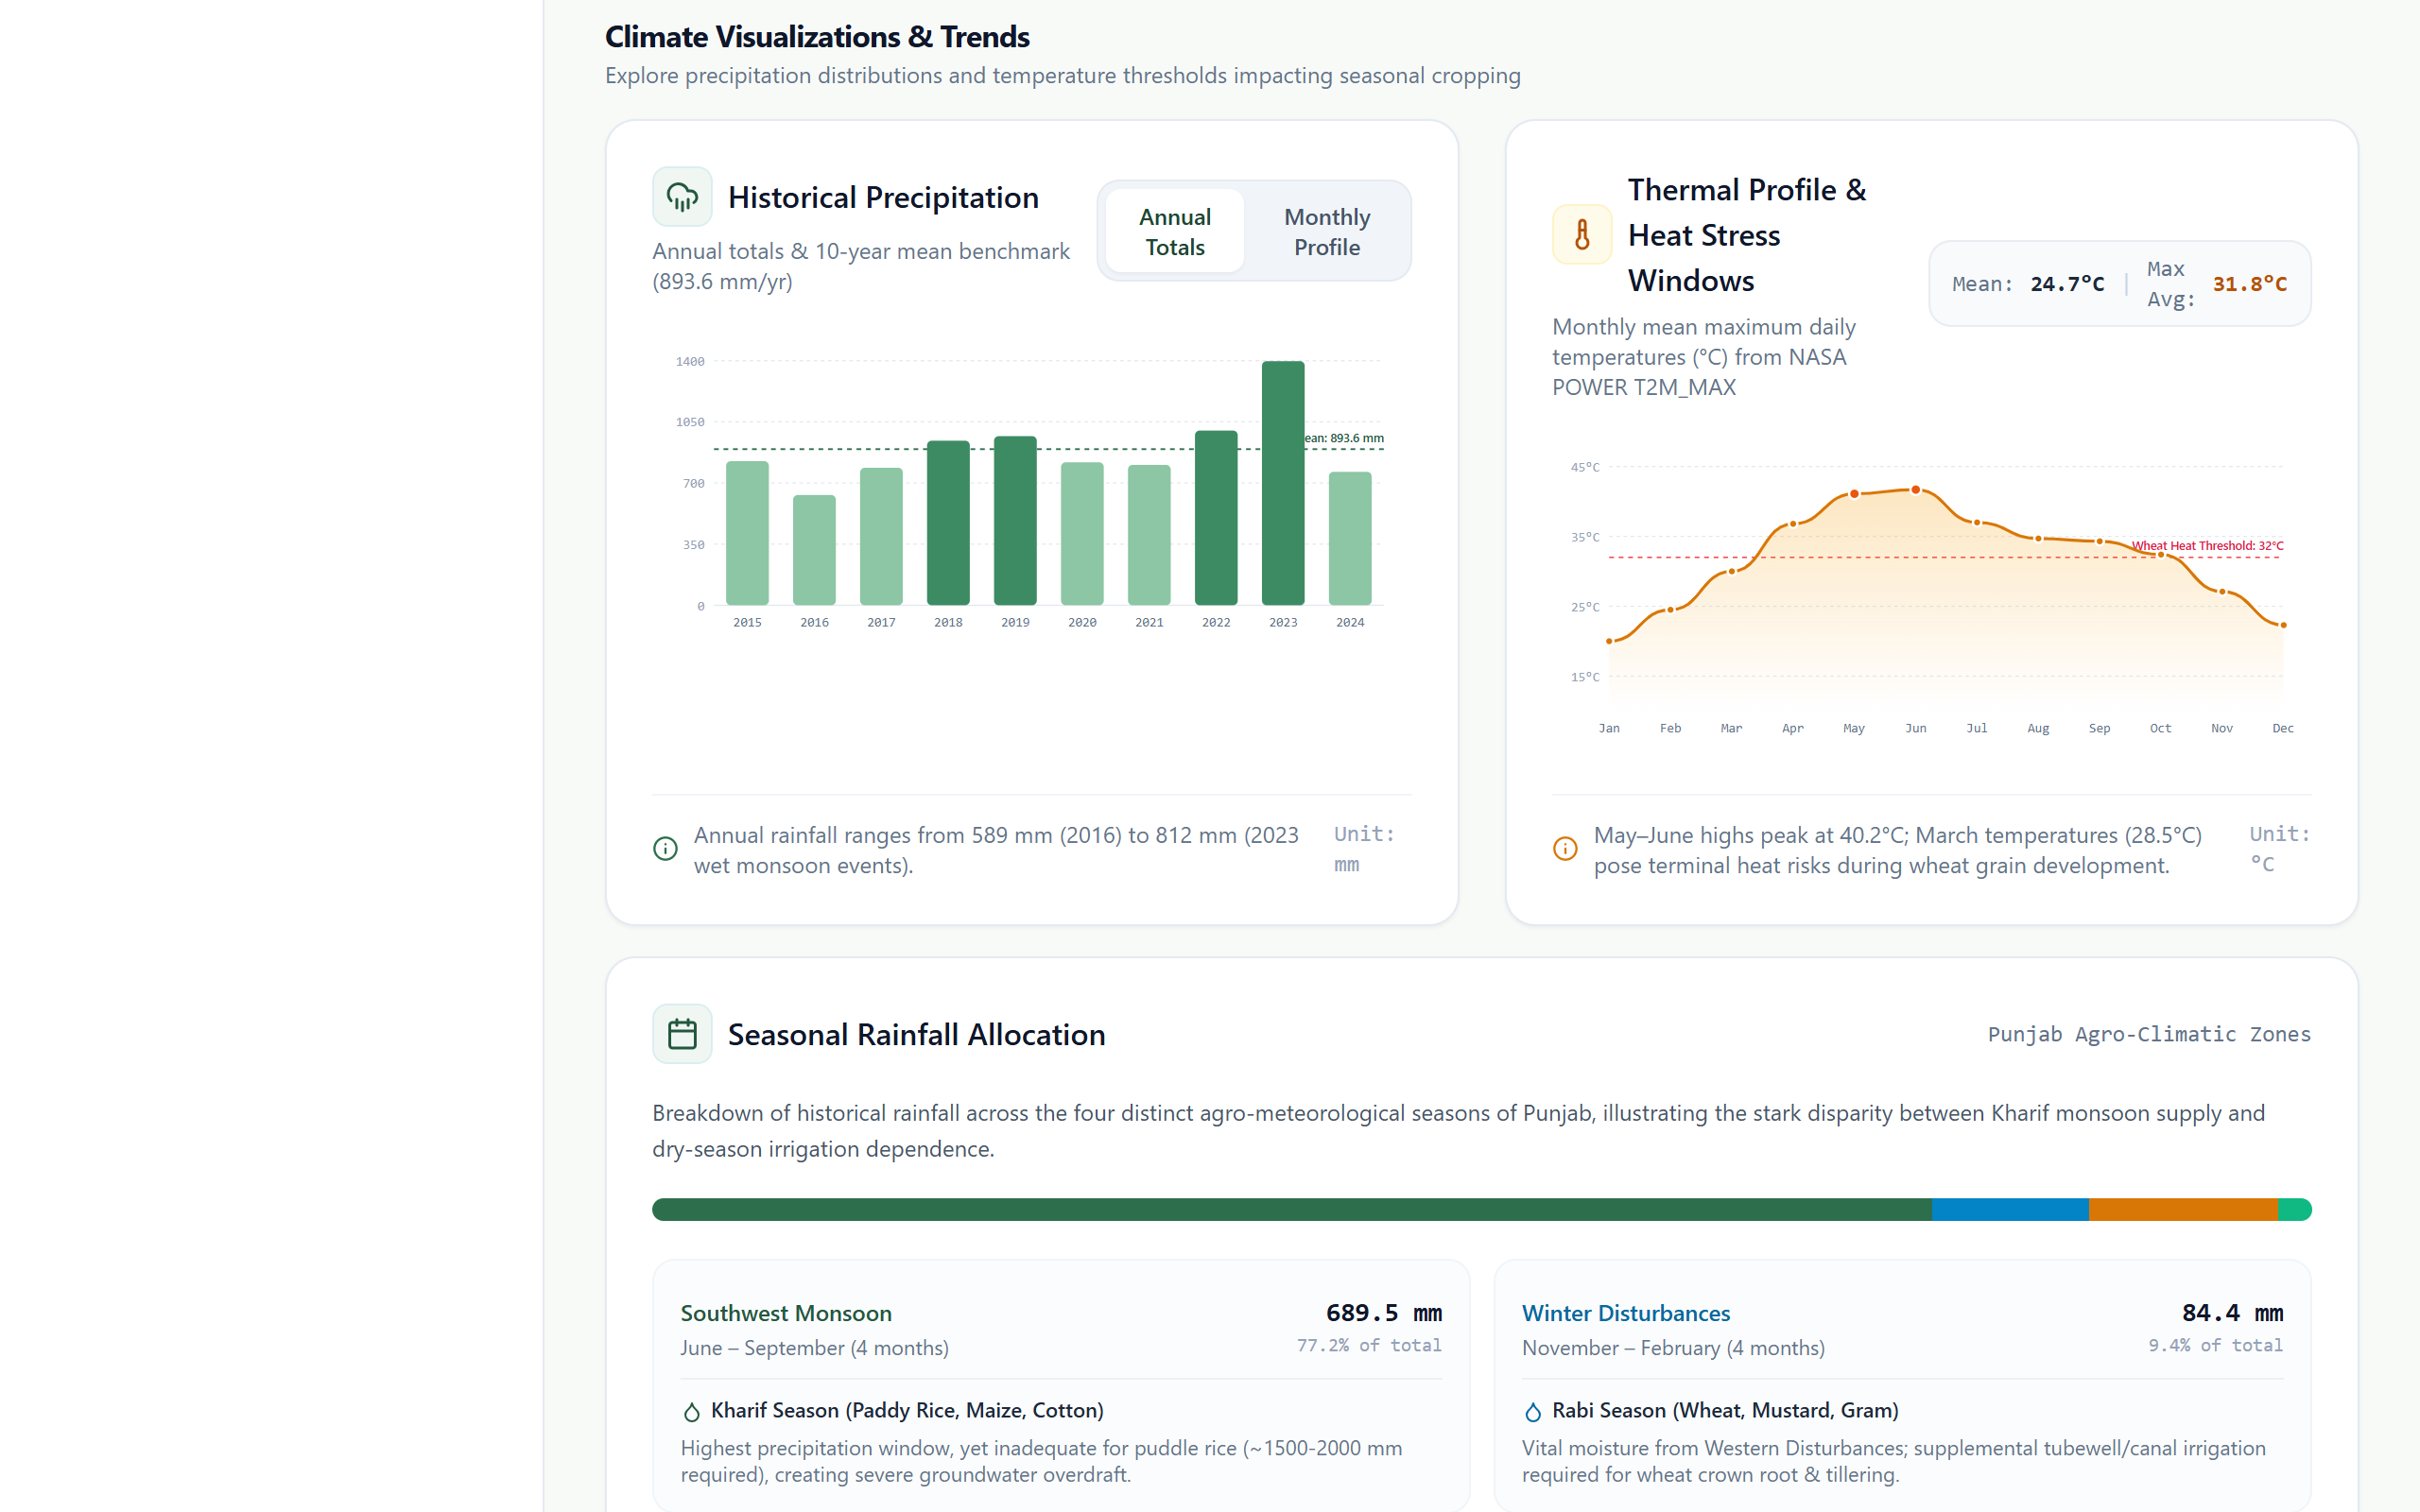 Climate Visualizations & Trends
Explore precipitation distributions and temperature thresholds impacting seasonal cropping
Historical Precipitation
Annual totals & 10-year mean benchmark
(893.6 mm/yr)
Annual
Totals
Monthly
Profile
1400
1050
700
350
0
ean: 893.6 mm
2015 2016 2017 2018 2019 2020 2021 2022 2023 2024
Annual rainfall ranges from 589 mm (2016) to 812 mm (2023
wet monsoon events).
Unit:
mm
Thermal Profile &
Heat Stress
Windows
Monthly mean maximum daily
temperatures (°C) from NASA
POWER T2M_MAX
Mean: 24.7°C | Max
Avg: 31.8°C
45°C
35°C
25°C
15°C
Wheat Heat Threshold: 32°C
Jan Feb Mar Apr May Jun Jul Aug Sep Oct Nov Dec
May–June highs peak at 40.2°C; March temperatures (28.5°C)
pose terminal heat risks during wheat grain development.
Unit:
°C
Seasonal Rainfall Allocation
Punjab Agro-Climatic Zones
Breakdown of historical rainfall across the four distinct agro-meteorological seasons of Punjab, illustrating the stark disparity between Kharif monsoon supply and
dry-season irrigation dependence.
Southwest Monsoon
689.5 mm
June – September (4 months)
77.2% of total
Kharif Season (Paddy Rice, Maize, Cotton)
Highest precipitation window, yet inadequate for puddle rice (~1500-2000 mm
required), creating severe groundwater overdraft.
Winter Disturbances
84.4 mm
November – February (4 months)
9.4% of total
Rabi Season (Wheat, Mustard, Gram)
Vital moisture from Western Disturbances; supplemental tubewell/canal irrigation
required for wheat crown root & tillering.